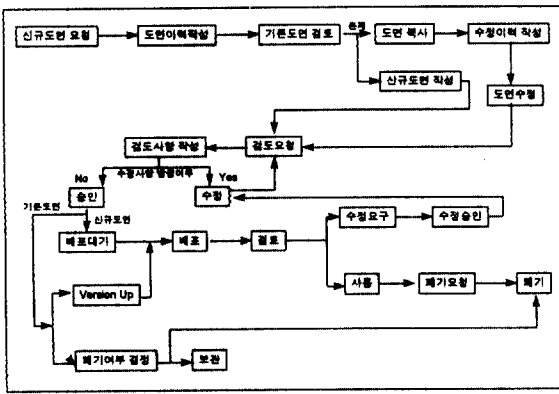 신규도면 요청
도면이력작성
기존도면 검토
존재
도면 복사
수정이력 작성
신규도면 작성
도면수정
검토사항 작성
검토요청
No
수정사항 발생여부
Yes
승인
수정
기존도면
신규도면
배포대기
배포
검토
수정요구
수정승인
Version Up
사용
폐기요청
폐기
폐기여부 결정
보관